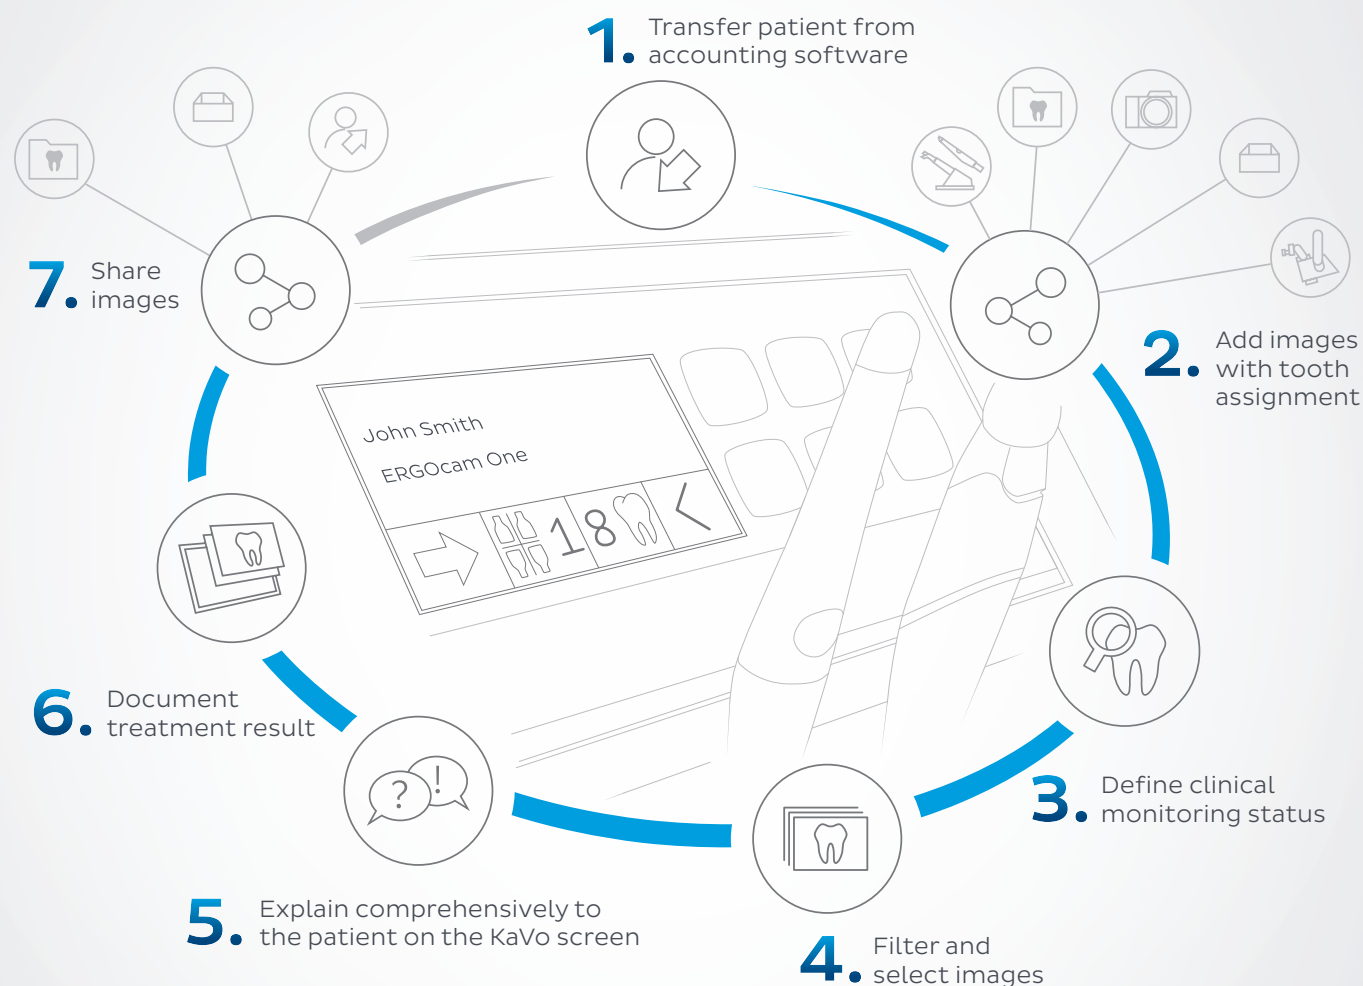 1. Transfer patient from
accounting software
2. Add images
with tooth
assignment
3. Define clinical
monitoring status
4. Filter and
select images
5. Explain comprehensively to
the patient on the KaVo screen
6. Document
treatment result
7. Share
images
John Smith
ERGOcam One
18
? !